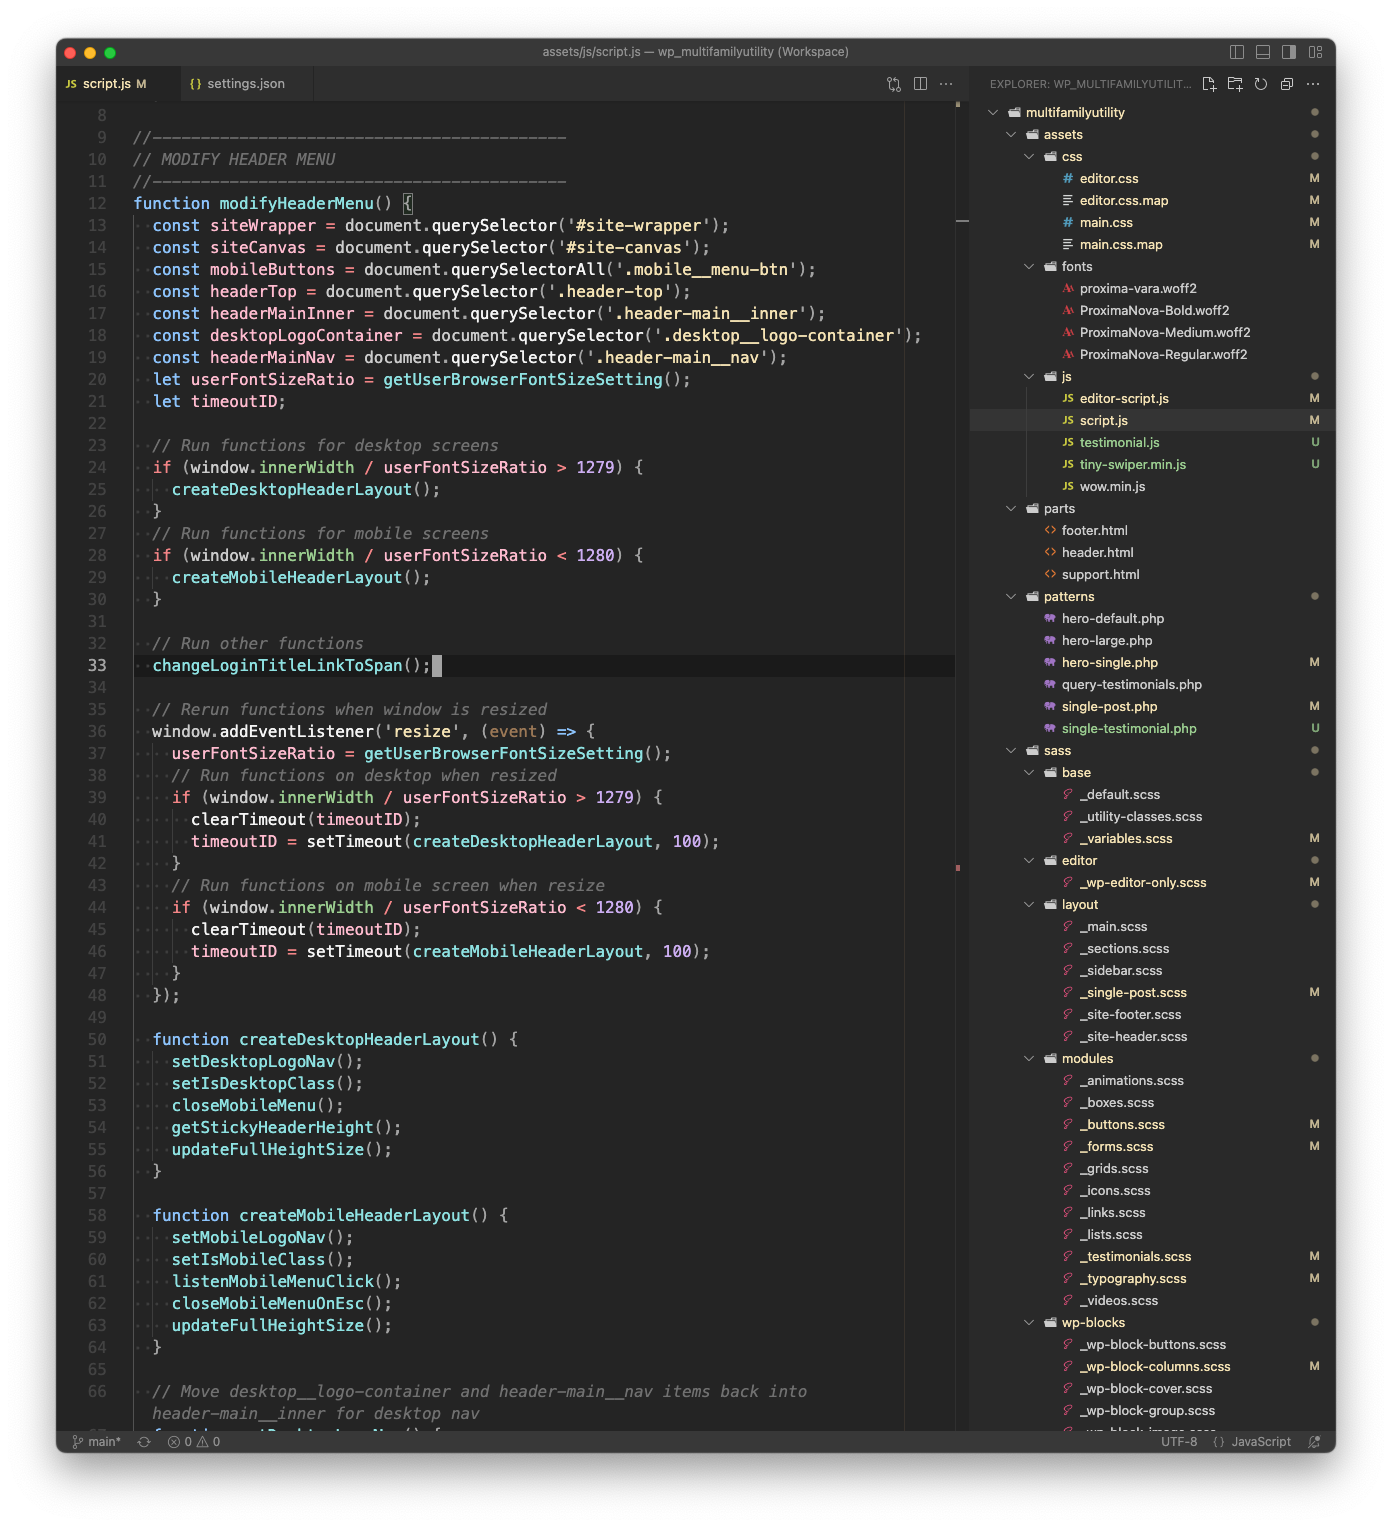 assets/js/script.js — wp_multifamilyutility (Workspace)
JS script.js M
{} settings.json
8
9 //-------------------------------------------
10 // MODIFY HEADER MENU
11 //-------------------------------------------
12 function modifyHeaderMenu() {
13 const siteWrapper = document.querySelector('#site-wrapper');
14 const siteCanvas = document.querySelector('#site-canvas');
15 const mobileButtons = document.querySelectorAll('.mobile__menu-btn');
16 const headerTop = document.querySelector('.header-top');
17 const headerMainInner = document.querySelector('.header-main__inner');
18 const desktopLogoContainer = document.querySelector('.desktop__logo-container');
19 const headerMainNav = document.querySelector('.header-main__nav');
20 let userFontSizeRatio = getUserBrowserFontSizeSetting();
21 let timeoutID;
22
23 // Run functions for desktop screens
24 if (window.innerWidth / userFontSizeRatio > 1279) {
25 createDesktopHeaderLayout();
26 }
27 // Run functions for mobile screens
28 if (window.innerWidth / userFontSizeRatio < 1280) {
29 createMobileHeaderLayout();
30 }
31
32 // Run other functions
33 changeLoginTitleLinkToSpan();
34
35 // Rerun functions when window is resized
36 window.addEventListener('resize', (event) => {
37 userFontSizeRatio = getUserBrowserFontSizeSetting();
38 // Run functions on desktop when resized
39 if (window.innerWidth / userFontSizeRatio > 1279) {
40 clearTimeout(timeoutID);
41 timeoutID = setTimeout(createDesktopHeaderLayout, 100);
42 }
43 // Run functions on mobile screen when resize
44 if (window.innerWidth / userFontSizeRatio < 1280) {
45 clearTimeout(timeoutID);
46 timeoutID = setTimeout(createMobileHeaderLayout, 100);
47 }
48 });
49
50 function createDesktopHeaderLayout() {
51 setDesktopLogoNav();
52 setIsDesktopClass();
53 closeMobileMenu();
54 getStickyHeaderHeight();
55 updateFullHeightSize();
56 }
57
58 function createMobileHeaderLayout() {
59 setMobileLogoNav();
60 setIsMobileClass();
61 listenMobileMenuClick();
62 closeMobileMenuOnEsc();
63 updateFullHeightSize();
64 }
65
66 // Move desktop__logo-container and header-main__nav items back into
header-main__inner for desktop nav
EXPLORER: WP_MULTIFAMILYUTILIT...
multifamilyutility
assets
css
# editor.css M
editor.css.map M
# main.css M
main.css.map M
fonts
proxima-vara.woff2
ProximaNova-Bold.woff2
ProximaNova-Medium.woff2
ProximaNova-Regular.woff2
js
JS editor-script.js M
JS script.js M
JS testimonial.js U
JS tiny-swiper.min.js U
JS wow.min.js
parts
<> footer.html
<> header.html
<> support.html
patterns
hero-default.php
hero-large.php
hero-single.php M
query-testimonials.php
single-post.php M
single-testimonial.php U
sass
base
_default.scss
_utility-classes.scss
_variables.scss M
editor
_wp-editor-only.scss M
layout
_main.scss
_sections.scss
_sidebar.scss
_single-post.scss M
_site-footer.scss
_site-header.scss
modules
_animations.scss
_boxes.scss
_buttons.scss M
_forms.scss M
_grids.scss
_icons.scss
_links.scss
_lists.scss
_testimonials.scss M
_typography.scss M
_videos.scss
wp-blocks
_wp-block-buttons.scss
_wp-block-columns.scss M
_wp-block-cover.scss
_wp-block-group.scss
main* 0 0
UTF-8 {} JavaScript